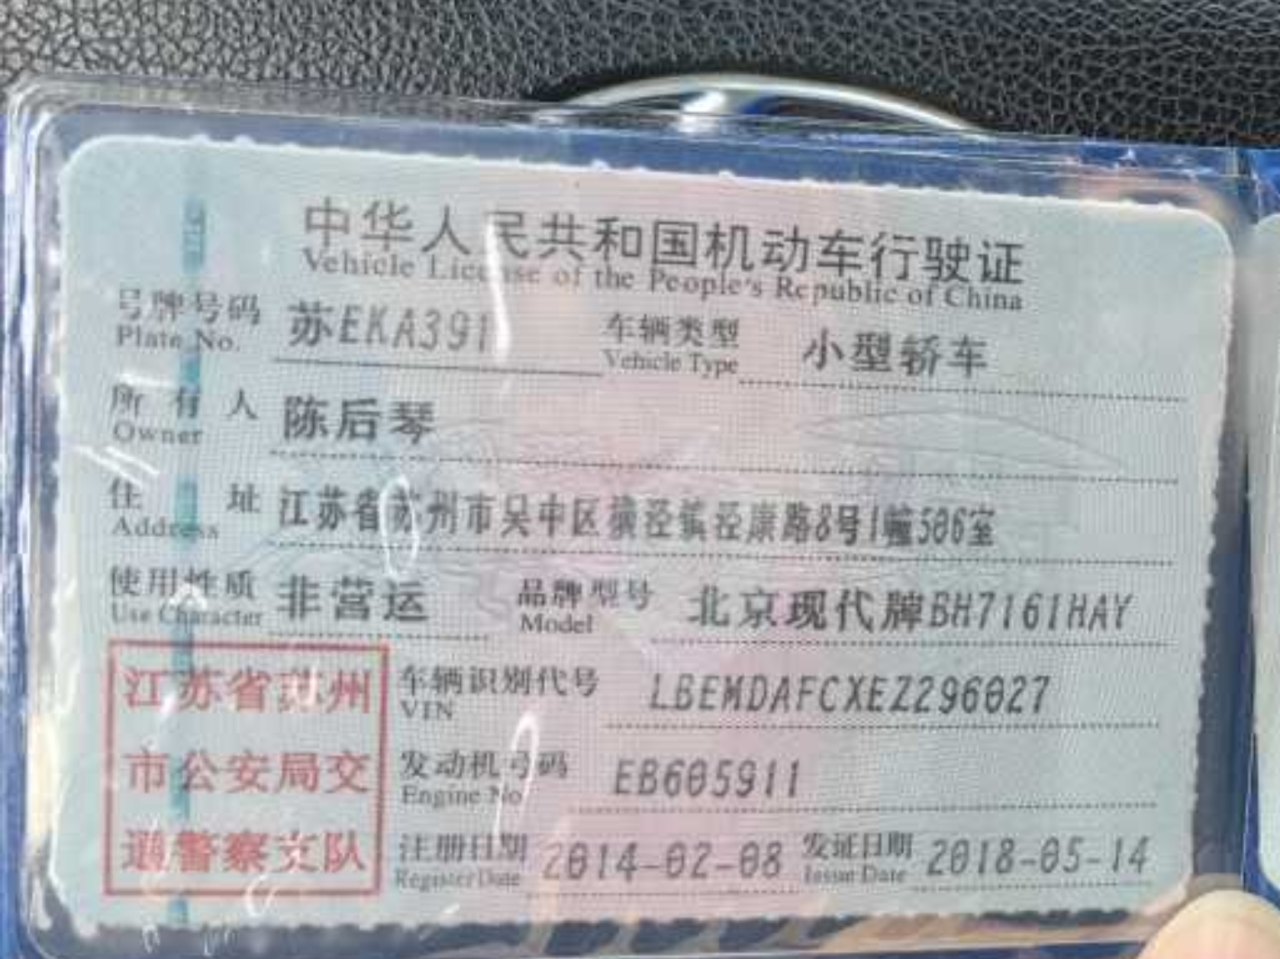 中华人民共和国机动车行驶证
Vehicle License of the People's Republic of China
号牌号码 苏EKA391 车辆类型 小型轿车
Plate No. Vehicle Type
所有人 陈后琴
Owner
住址 江苏省苏州市吴中区横泾镇泾康路8号1幢506室
Address
使用性质 非营运 品牌型号 北京现代牌BH7161HAY
Use Character Model
江苏省苏州
市公安局交
通警察支队
车辆识别代号 LBEMDAFCXEZ296027
VIN
发动机号码 EB605911
Engine No
注册日期 2014-02-08 发证日期 2018-05-14
Register Date Issue Date